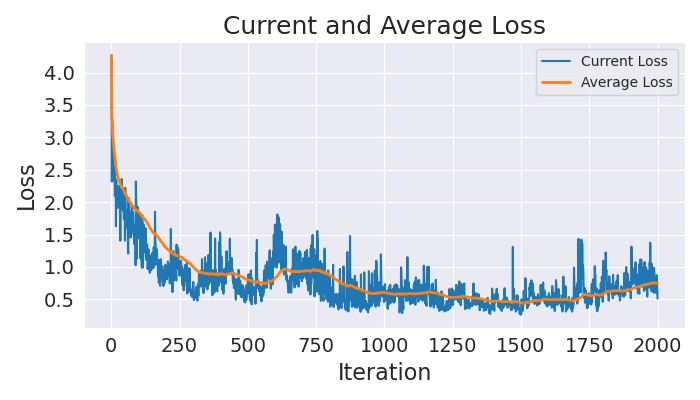 Current and Average Loss
Current Loss
Average Loss
4.0
3.5
3.0
2.5
2.0
1.5
1.0
0.5
Loss
0 250 500 750 1000 1250 1500 1750 2000
Iteration